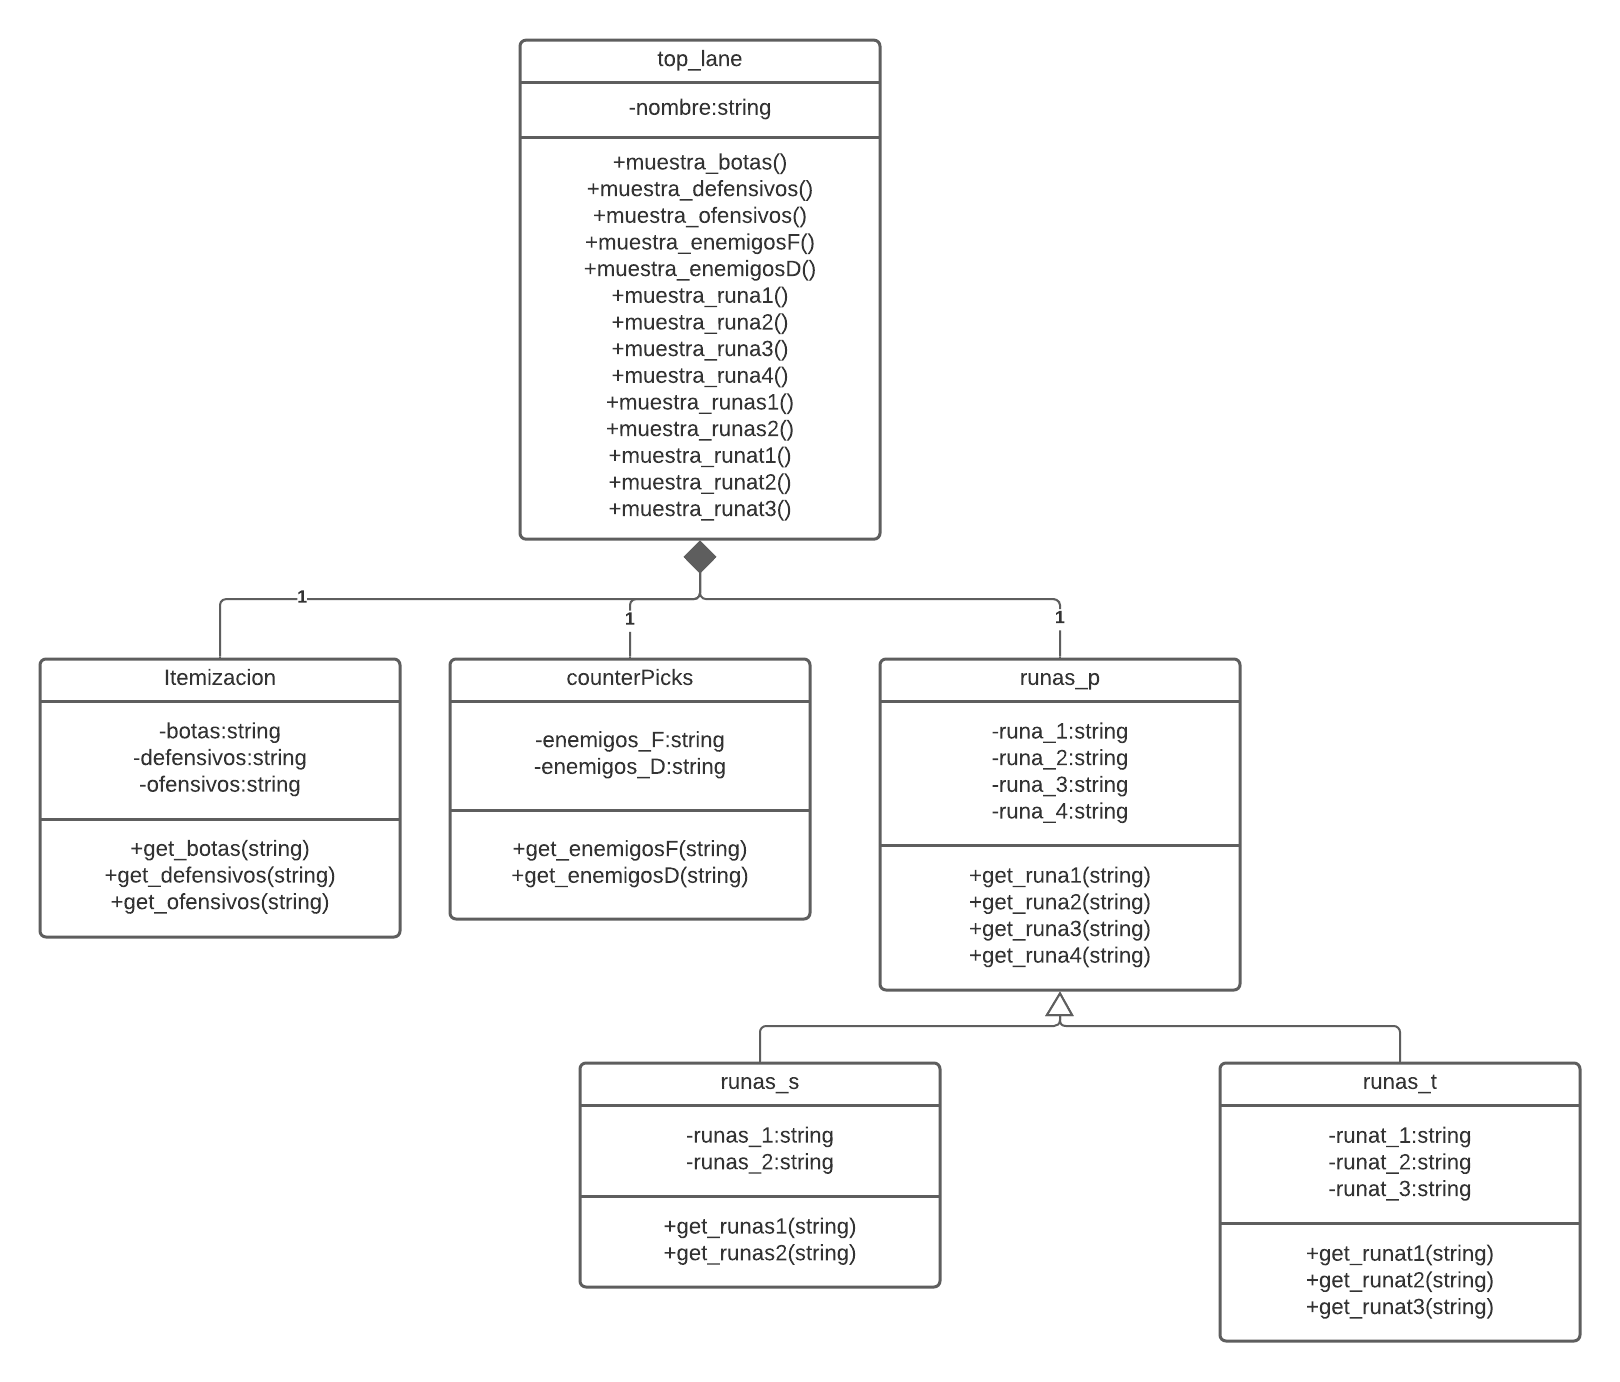 top_lane
-nombre:string
+muestra_botas()
+muestra_defensivos()
+muestra_ofensivos()
+muestra_enemigosF()
+muestra_enemigosD()
+muestra_runa1()
+muestra_runa2()
+muestra_runa3()
+muestra_runa4()
+muestra_runas1()
+muestra_runas2()
+muestra_runat1()
+muestra_runat2()
+muestra_runat3()
1
1
1
Itemizacion
-botas:string
-defensivos:string
-ofensivos:string
+get_botas(string)
+get_defensivos(string)
+get_ofensivos(string)
counterPicks
-enemigos_F:string
-enemigos_D:string
+get_enemigosF(string)
+get_enemigosD(string)
runas_p
-runa_1:string
-runa_2:string
-runa_3:string
-runa_4:string
+get_runa1(string)
+get_runa2(string)
+get_runa3(string)
+get_runa4(string)
runas_s
-runas_1:string
-runas_2:string
+get_runas1(string)
+get_runas2(string)
runas_t
-runat_1:string
-runat_2:string
-runat_3:string
+get_runat1(string)
+get_runat2(string)
+get_runat3(string)